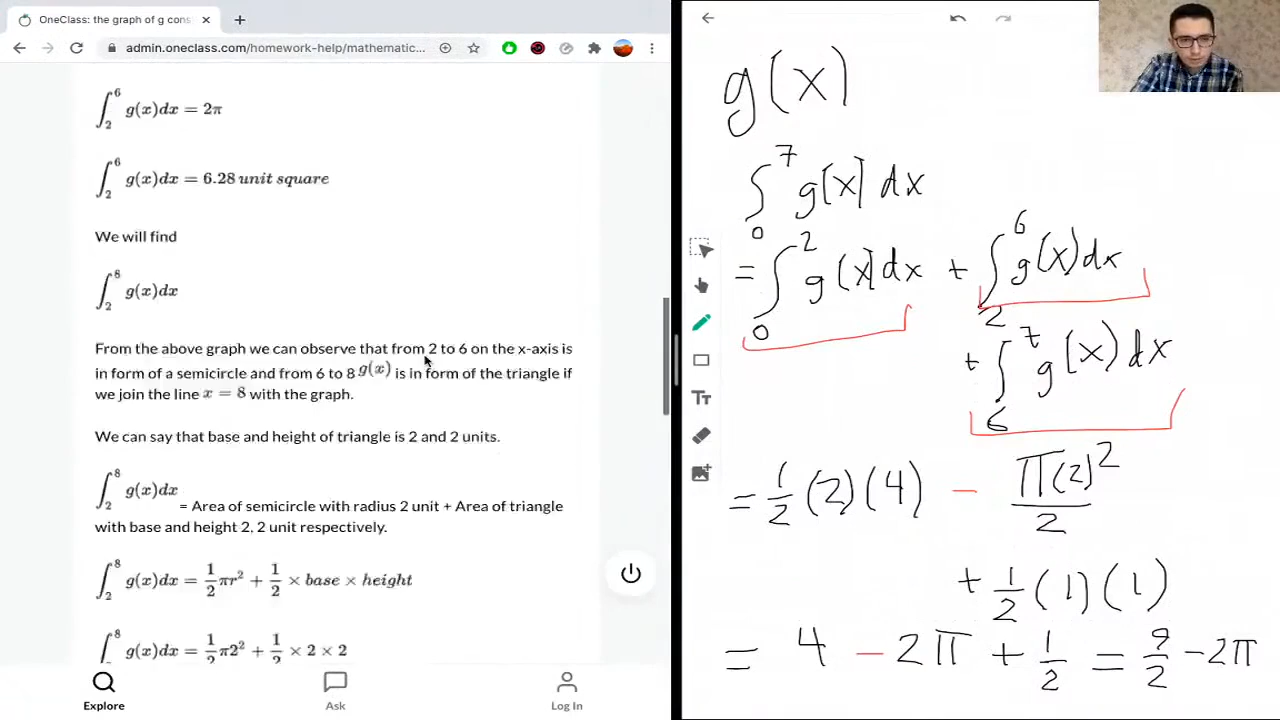 OneClass: the graph of g cons
admin.oneclass.com/homework-help/mathematic...
∫₂⁶ g(x)dx = 2π
∫₂⁶ g(x)dx = 6.28 unit square
We will find
∫₂⁸ g(x)dx
From the above graph we can observe that from 2 to 6 on the x-axis is
in form of a semicircle and from 6 to 8 g(x) is in form of the triangle if
we join the line x = 8 with the graph.
We can say that base and height of triangle is 2 and 2 units.
∫₂⁸ g(x)dx = Area of semicircle with radius 2 unit + Area of triangle
with base and height 2, 2 unit respectively.
∫₂⁸ g(x)dx = 1/2 πr² + 1/2 × base × height
∫₂⁸ g(x)dx = 1/2 π2² + 1/2 × 2 × 2
Explore
Ask
Log In
g(x)
∫₀⁷ g(x) dx
= ∫₀² g(x)dx + ∫₂⁶ g(x)dx
+ ∫₆⁷ g(x) dx
= 1/2 (2)(4) − π(2)²/2
+ 1/2 (1)(1)
= 4 − 2π + 1/2 = 9/2 − 2π
Tт